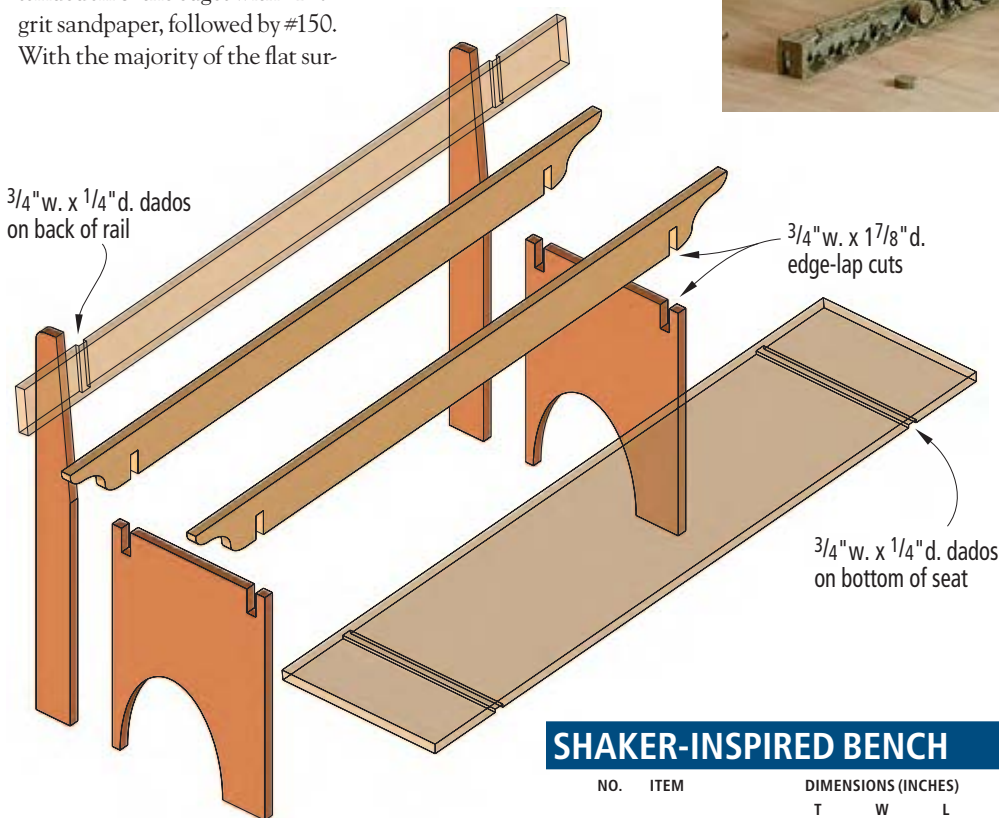 grit sandpaper, followed by #150.
With the majority of the flat sur-
3/4"w. x 1/4"d. dados
on back of rail
3/4"w. x 1 7/8"d.
edge-lap cuts
3/4"w. x 1/4"d. dados
on bottom of seat
SHAKER-INSPIRED BENCH
NO. ITEM DIMENSIONS (INCHES)
T W L